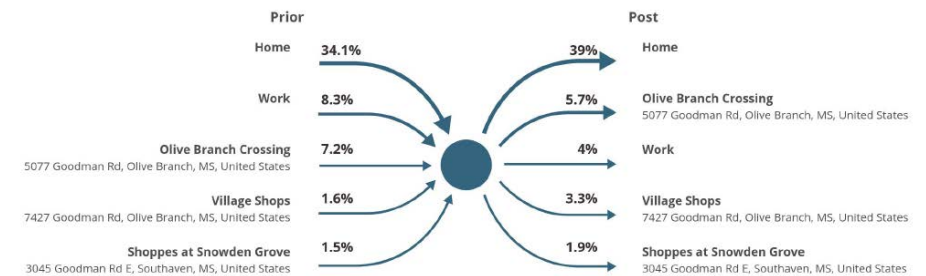 Prior
Post
Home
34.1%
39%
Home
Work
8.3%
5.7%
Olive Branch Crossing
5077 Goodman Rd, Olive Branch, MS, United States
Olive Branch Crossing
5077 Goodman Rd, Olive Branch, MS, United States
7.2%
4%
Work
Village Shops
7427 Goodman Rd, Olive Branch, MS, United States
1.6%
3.3%
Village Shops
7427 Goodman Rd, Olive Branch, MS, United States
Shoppes at Snowden Grove
3045 Goodman Rd E, Southaven, MS, United States
1.5%
1.9%
Shoppes at Snowden Grove
3045 Goodman Rd E, Southaven, MS, United States